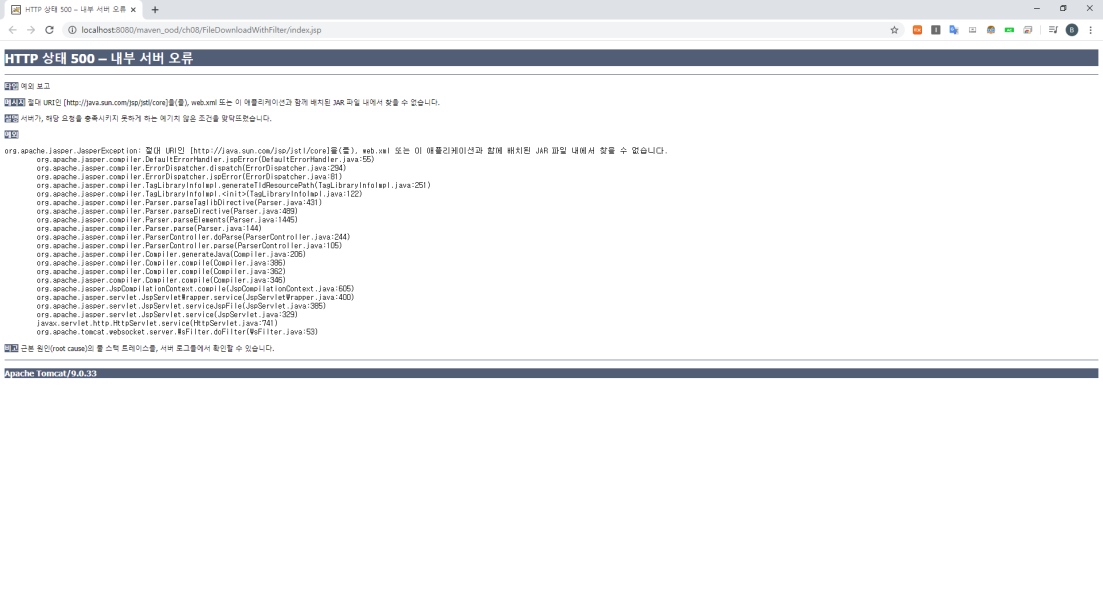 HTTP 상태 500 – 내부 서버 오류
localhost:8080/maven_ood/ch08/FileDownloadWithFilter/index.jsp
HTTP 상태 500 – 내부 서버 오류
타입 예외 보고
메시지 절대 URI인 [http://java.sun.com/jsp/jstl/core]을(를), web.xml 또는 이 애플리케이션과 함께 배치된 JAR 파일 내에서 찾을 수 없습니다.
설명 서버가, 해당 요청을 충족시키지 못하게 하는 예기치 않은 조건을 맞닥뜨렸습니다.
예외
org.apache.jasper.JasperException: 절대 URI인 [http://java.sun.com/jsp/jstl/core]을(를), web.xml 또는 이 애플리케이션과 함께 배치된 JAR 파일 내에서 찾을 수 없습니다.
org.apache.jasper.compiler.DefaultErrorHandler.jspError(DefaultErrorHandler.java:55)
org.apache.jasper.compiler.ErrorDispatcher.dispatch(ErrorDispatcher.java:294)
org.apache.jasper.compiler.ErrorDispatcher.jspError(ErrorDispatcher.java:81)
org.apache.jasper.compiler.TagLibraryInfoImpl.generateTldResourcePath(TagLibraryInfoImpl.java:251)
org.apache.jasper.compiler.TagLibraryInfoImpl.<init>(TagLibraryInfoImpl.java:122)
org.apache.jasper.compiler.Parser.parseTaglibDirective(Parser.java:431)
org.apache.jasper.compiler.Parser.parseDirective(Parser.java:489)
org.apache.jasper.compiler.Parser.parseElements(Parser.java:1445)
org.apache.jasper.compiler.Parser.parse(Parser.java:144)
org.apache.jasper.compiler.ParserController.doParse(ParserController.java:244)
org.apache.jasper.compiler.ParserController.parse(ParserController.java:105)
org.apache.jasper.compiler.Compiler.generateJava(Compiler.java:206)
org.apache.jasper.compiler.Compiler.compile(Compiler.java:386)
org.apache.jasper.compiler.Compiler.compile(Compiler.java:362)
org.apache.jasper.compiler.Compiler.compile(Compiler.java:346)
org.apache.jasper.JspCompilationContext.compile(JspCompilationContext.java:605)
org.apache.jasper.servlet.JspServletWrapper.service(JspServletWrapper.java:400)
org.apache.jasper.servlet.JspServlet.serviceJspFile(JspServlet.java:385)
org.apache.jasper.servlet.JspServlet.service(JspServlet.java:329)
javax.servlet.http.HttpServlet.service(HttpServlet.java:741)
org.apache.tomcat.websocket.server.WsFilter.doFilter(WsFilter.java:53)
비고 근본 원인(root cause)의 풀 스택 트레이스를, 서버 로그들에서 확인할 수 있습니다.
Apache Tomcat/9.0.33